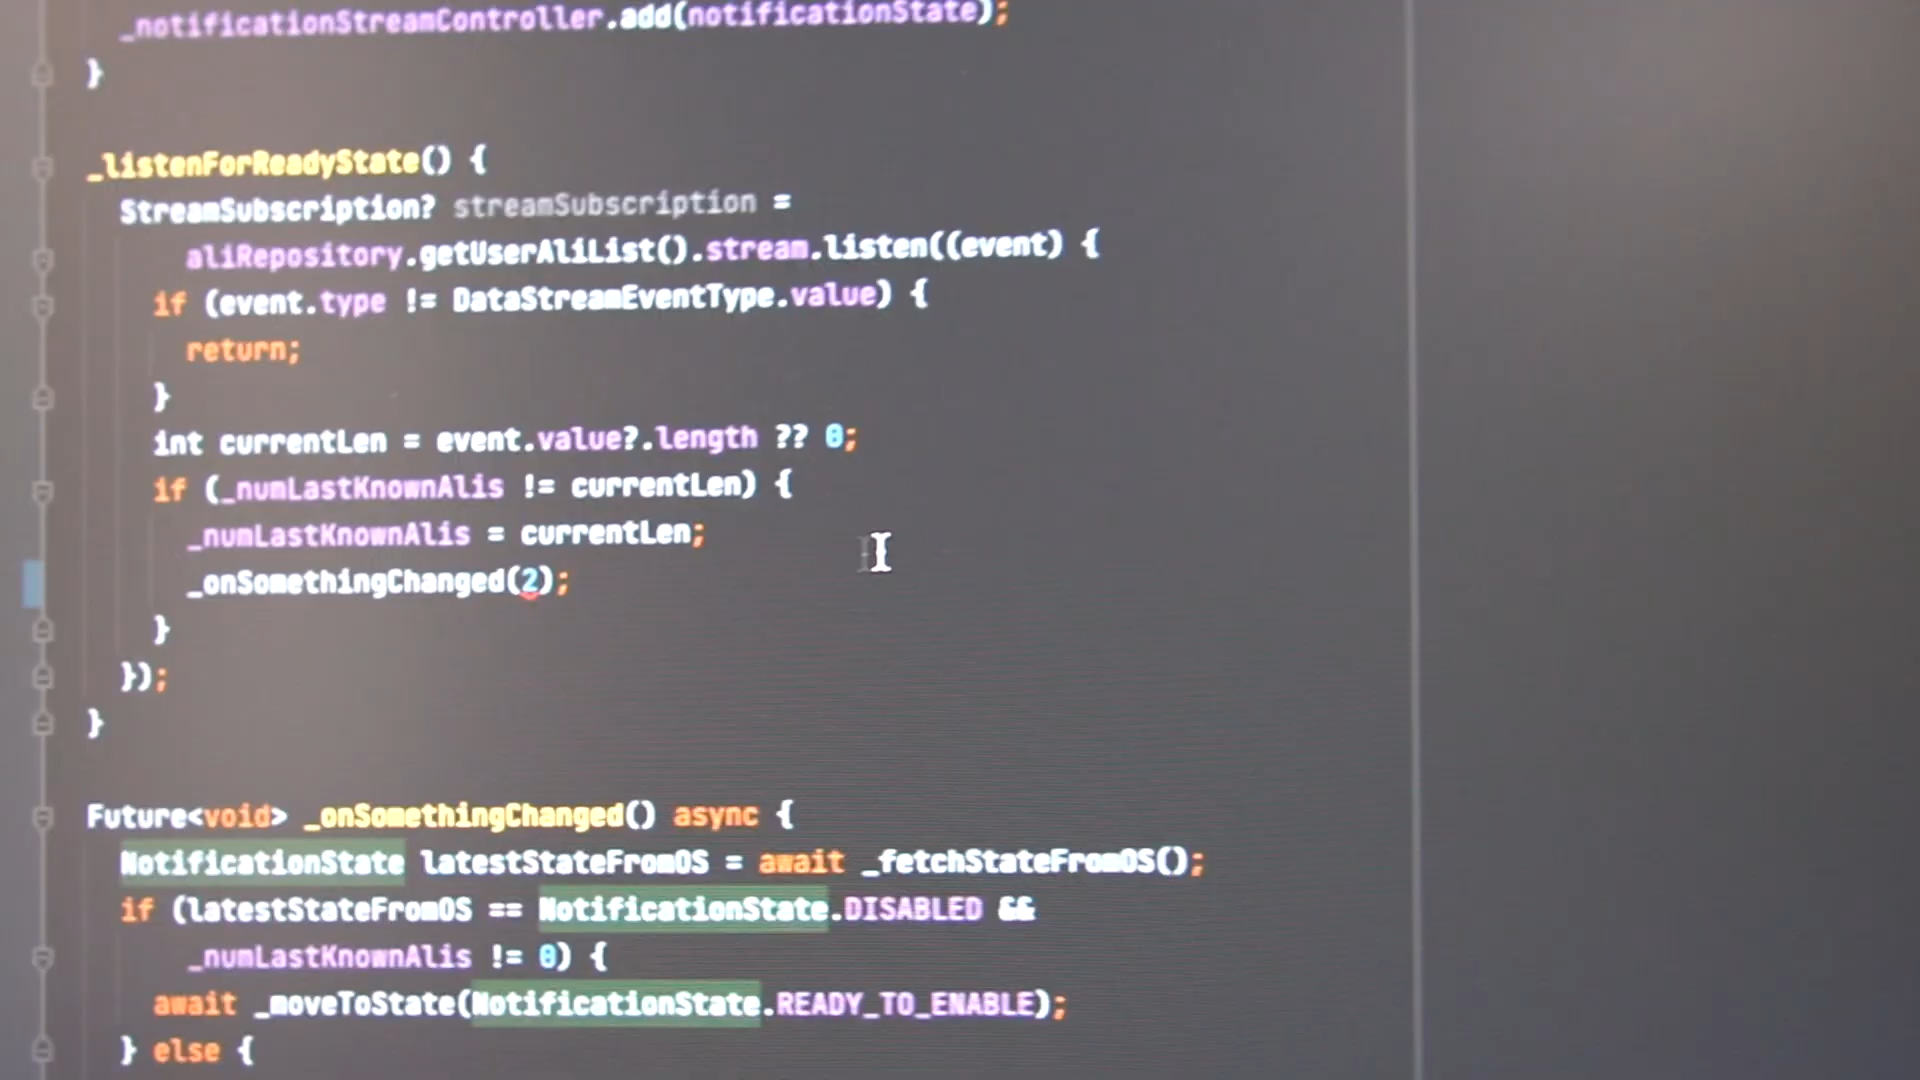 _notificationStreamController.add(notificationState);
}
_listenForReadyState() {
StreamSubscription? streamSubscription =
aliRepository.getUserAliList().stream.listen((event) {
if (event.type != DataStreamEventType.value) {
return;
}
int currentLen = event.value?.length ?? 0;
if (_numLastKnownAlis != currentLen) {
_numLastKnownAlis = currentLen;
_onSomethingChanged(2);
}
});
}
Future<void> _onSomethingChanged() async {
NotificationState latestStateFromOS = await _fetchStateFromOS();
if (latestStateFromOS == NotificationState.DISABLED &&
_numLastKnownAlis != 0) {
await _moveToState(NotificationState.READY_TO_ENABLE);
} else {